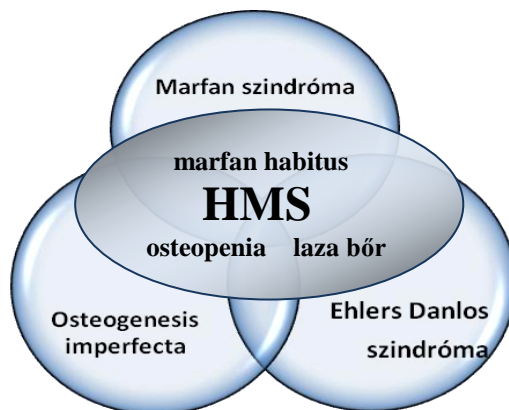 Marfan szindróma
marfan habitus
HMS
osteopenia laza bőr
Osteogenesis
imperfecta
Ehlers Danlos
szindróma